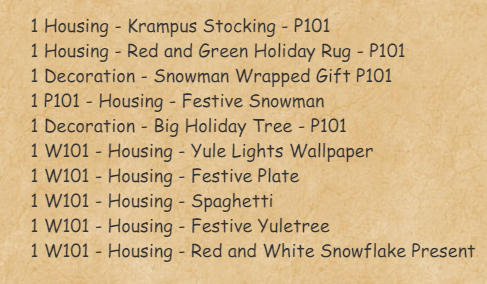 1 Housing - Krampus Stocking - P101
1 Housing - Red and Green Holiday Rug - P101
1 Decoration - Snowman Wrapped Gift P101
1 P101 - Housing - Festive Snowman
1 Decoration - Big Holiday Tree - P101
1 W101 - Housing - Yule Lights Wallpaper
1 W101 - Housing - Festive Plate
1 W101 - Housing - Spaghetti
1 W101 - Housing - Festive Yuletree
1 W101 - Housing - Red and White Snowflake Present